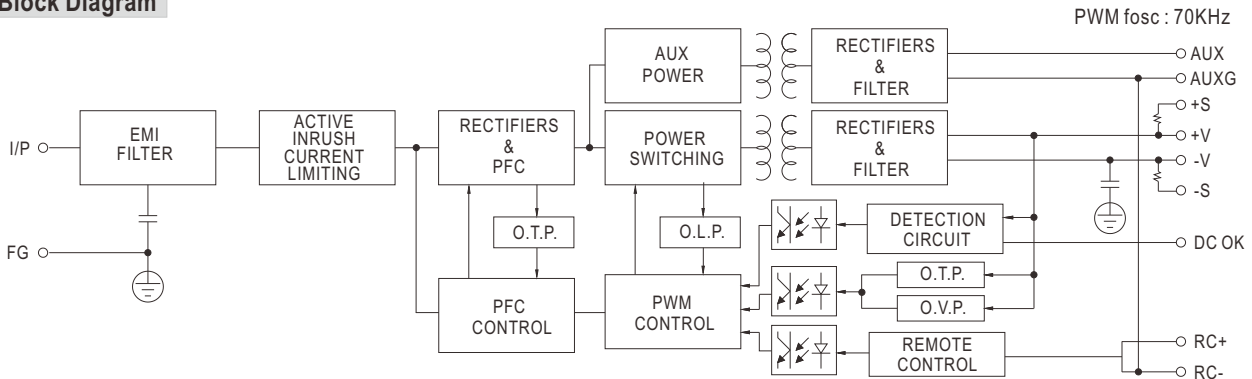 Block Diagram
PWM fosc : 70KHz
I/P
FG
EMI
FILTER
ACTIVE
INRUSH
CURRENT
LIMITING
RECTIFIERS
&
PFC
O.T.P.
PFC
CONTROL
AUX
POWER
POWER
SWITCHING
O.L.P.
PWM
CONTROL
RECTIFIERS
&
FILTER
RECTIFIERS
&
FILTER
DETECTION
CIRCUIT
O.T.P.
O.V.P.
REMOTE
CONTROL
AUX
AUXG
+S
+V
-V
-S
DC OK
RC+
RC-